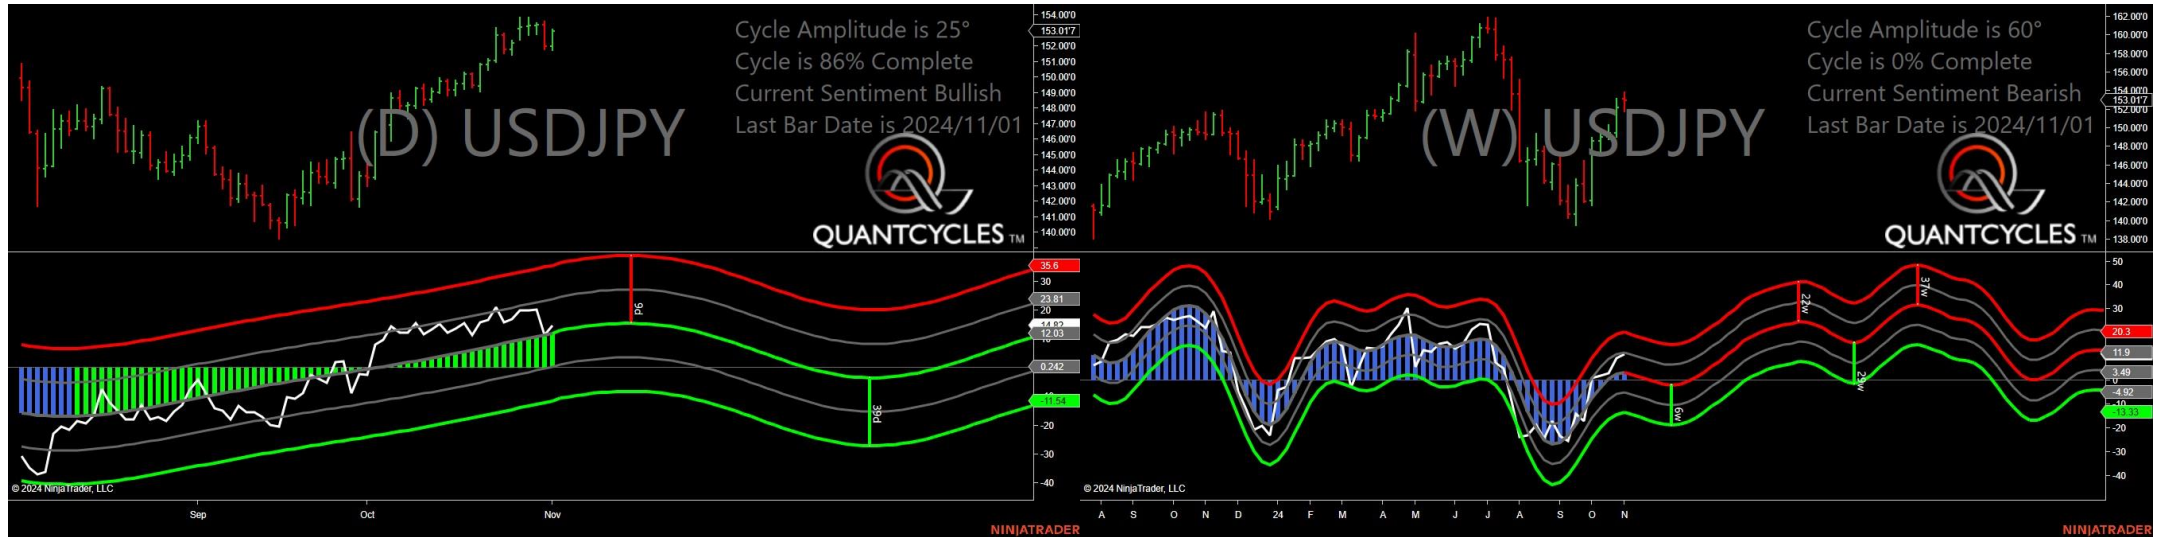 Cycle Amplitude is 25°
Cycle is 86% Complete
Current Sentiment Bullish
Last Bar Date is 2024/11/01
(D) USDJPY
QUANTCYCLES TM
154.00'0
153.01'7
152.00'0
151.00'0
150.00'0
149.00'0
148.00'0
147.00'0
146.00'0
145.00'0
144.00'0
143.00'0
142.00'0
141.00'0
140.00'0
35.6
30
23.81
20
14.82
12.03
10
0.242
-11.54
-20
-30
-40
9d
39d
© 2024 NinjaTrader, LLC
Sep
Oct
Nov
NINJATRADER
Cycle Amplitude is 60°
Cycle is 0% Complete
Current Sentiment Bearish
Last Bar Date is 2024/11/01
(W) USDJPY
QUANTCYCLES TM
162.00'0
160.00'0
158.00'0
156.00'0
154.00'0
153.01'7
152.00'0
150.00'0
148.00'0
146.00'0
144.00'0
142.00'0
140.00'0
138.00'0
50
40
30
20.3
11.9
3.49
0
-4.92
-10
-13.33
-20
-30
-40
6w
22w
29w
37w
© 2024 NinjaTrader, LLC
A S O N D 24 F M A M J J A S O N
NINJATRADER